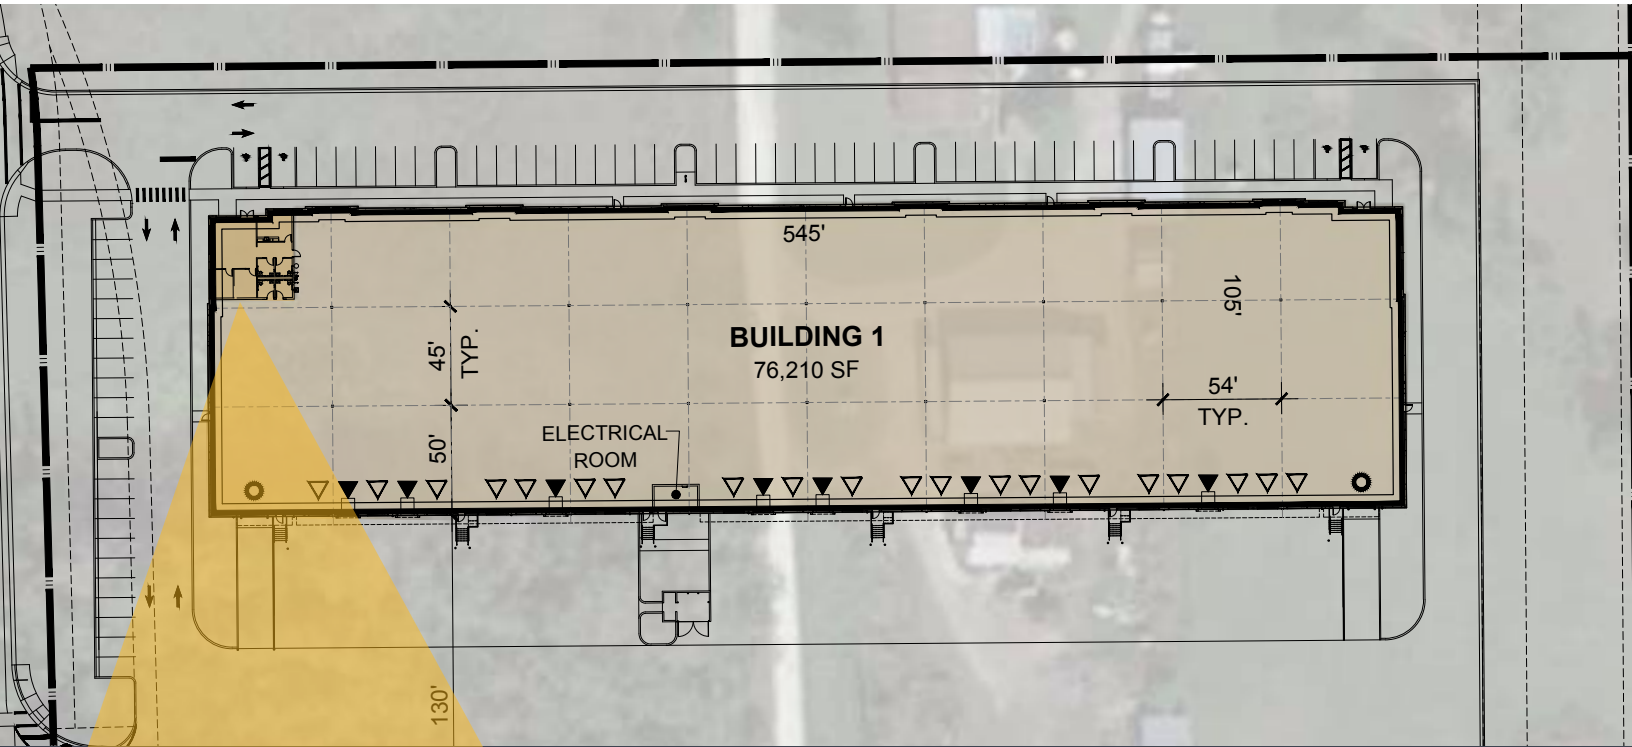 545'
105'
BUILDING 1
76,210 SF
45'
TYP.
54'
TYP.
50'
ELECTRICAL
ROOM
130'